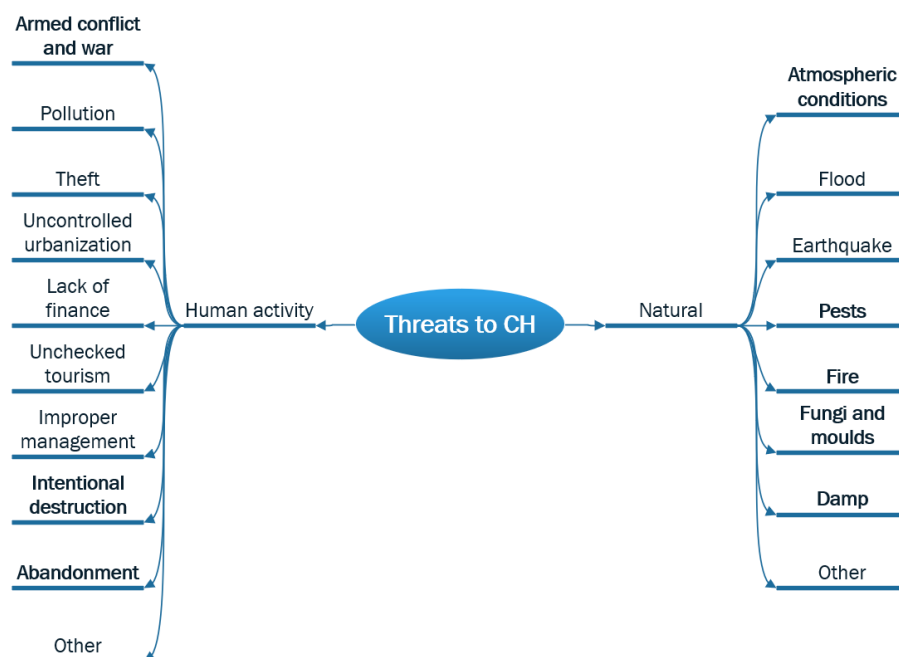 Armed conflict
and war
Pollution
Theft
Uncontrolled
urbanization
Lack of
finance
Unchecked
tourism
Improper
management
Intentional
destruction
Abandonment
Other
Human activity
Threats to CH
Natural
Atmospheric
conditions
Flood
Earthquake
Pests
Fire
Fungi and
moulds
Damp
Other